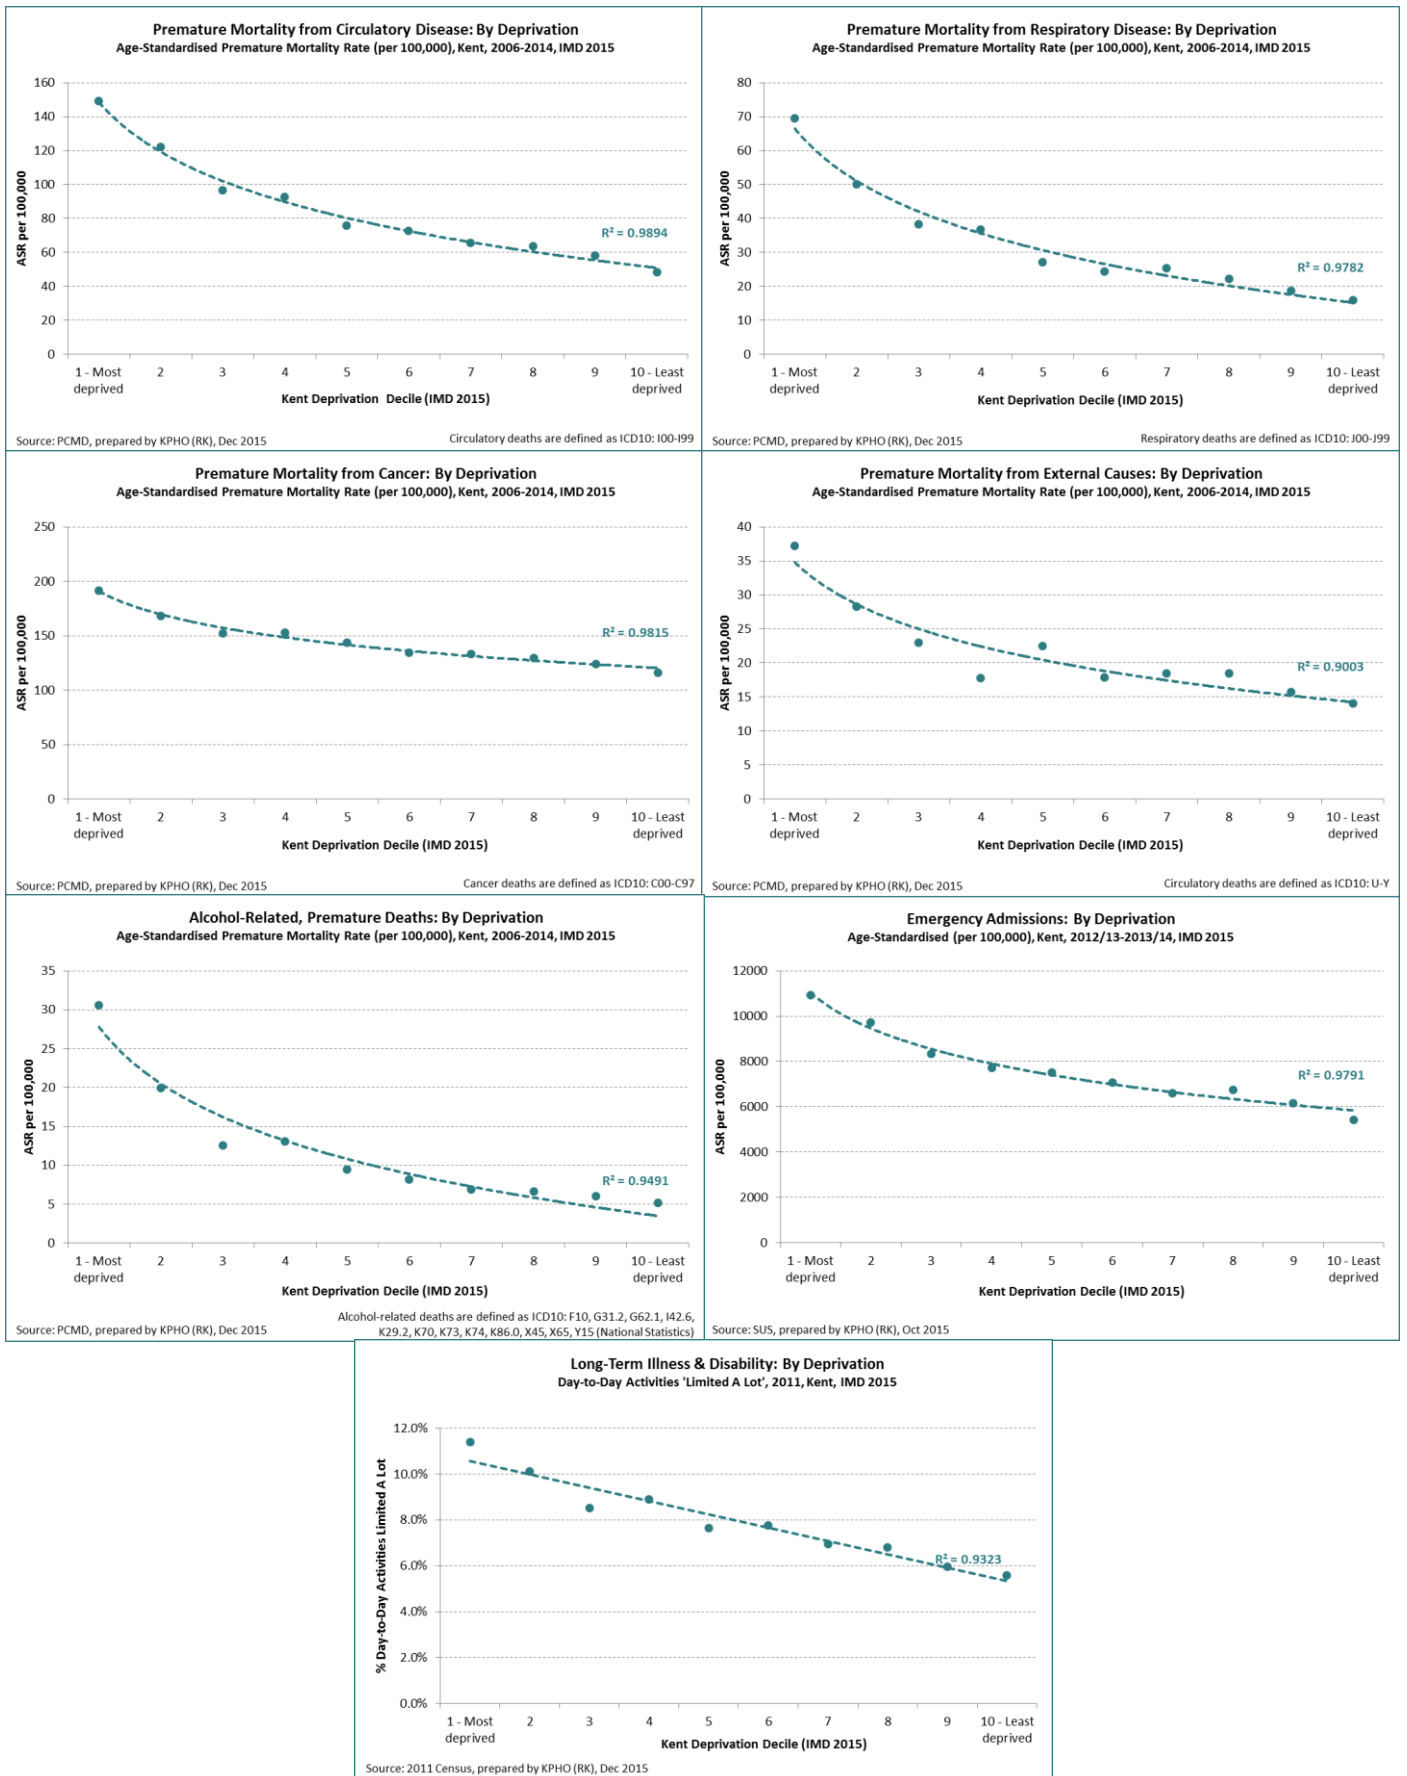 Premature Mortality from Circulatory Disease: By Deprivation
Age-Standardised Premature Mortality Rate (per 100,000), Kent, 2006-2014, IMD 2015
160
140
120
100
80
60
40
20
0
ASR per 100,000
R² = 0.9894
1 - Most deprived
2
3
4
5
6
7
8
9
10 - Least deprived
Kent Deprivation Decile (IMD 2015)
Source: PCMD, prepared by KPHO (RK), Dec 2015
Circulatory deaths are defined as ICD10: I00-I99
Premature Mortality from Respiratory Disease: By Deprivation
Age-Standardised Premature Mortality Rate (per 100,000), Kent, 2006-2014, IMD 2015
80
70
60
50
40
30
20
10
0
ASR per 100,000
R² = 0.9782
1 - Most deprived
2
3
4
5
6
7
8
9
10 - Least deprived
Kent Deprivation Decile (IMD 2015)
Source: PCMD, prepared by KPHO (RK), Dec 2015
Respiratory deaths are defined as ICD10: J00-J99
Premature Mortality from Cancer: By Deprivation
Age-Standardised Premature Mortality Rate (per 100,000), Kent, 2006-2014, IMD 2015
250
200
150
100
50
0
ASR per 100,000
R² = 0.9815
1 - Most deprived
2
3
4
5
6
7
8
9
10 - Least deprived
Kent Deprivation Decile (IMD 2015)
Source: PCMD, prepared by KPHO (RK), Dec 2015
Cancer deaths are defined as ICD10: C00-C97
Premature Mortality from External Causes: By Deprivation
Age-Standardised Premature Mortality Rate (per 100,000), Kent, 2006-2014, IMD 2015
40
35
30
25
20
15
10
5
0
ASR per 100,000
R² = 0.9003
1 - Most deprived
2
3
4
5
6
7
8
9
10 - Least deprived
Kent Deprivation Decile (IMD 2015)
Source: PCMD, prepared by KPHO (RK), Dec 2015
Circulatory deaths are defined as ICD10: U-Y
Alcohol-Related, Premature Deaths: By Deprivation
Age-Standardised Premature Mortality Rate (per 100,000), Kent, 2006-2014, IMD 2015
35
30
25
20
15
10
5
0
ASR per 100,000
R² = 0.9491
1 - Most deprived
2
3
4
5
6
7
8
9
10 - Least deprived
Kent Deprivation Decile (IMD 2015)
Alcohol-related deaths are defined as ICD10: F10, G31.2, G62.1, I42.6,
K29.2, K70, K73, K74, K86.0, X45, X65, Y15 (National Statistics)
Source: PCMD, prepared by KPHO (RK), Dec 2015
Emergency Admissions: By Deprivation
Age-Standardised (per 100,000), Kent, 2012/13-2013/14, IMD 2015
12000
10000
8000
6000
4000
2000
0
ASR per 100,000
R² = 0.9791
1 - Most deprived
2
3
4
5
6
7
8
9
10 - Least deprived
Kent Deprivation Decile (IMD 2015)
Source: SUS, prepared by KPHO (RK), Oct 2015
Long-Term Illness & Disability: By Deprivation
Day-to-Day Activities 'Limited A Lot', 2011, Kent, IMD 2015
12.0%
10.0%
8.0%
6.0%
4.0%
2.0%
0.0%
% Day-to-Day Activities Limited A Lot
R² = 0.9323
1 - Most deprived
2
3
4
5
6
7
8
9
10 - Least deprived
Kent Deprivation Decile (IMD 2015)
Source: 2011 Census, prepared by KPHO (RK), Dec 2015